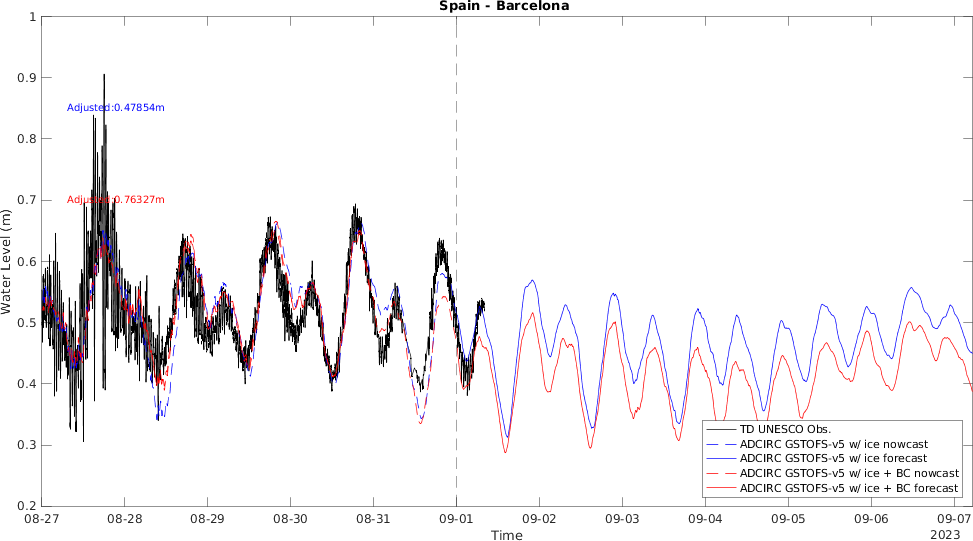 Spain - Barcelona
1
0.9
0.8
0.7
0.6
0.5
0.4
0.3
0.2
Water Level (m)
Adjusted:0.47854m
Adjusted:0.76327m
TD UNESCO Obs.
ADCIRC GSTOFS-v5 w/ ice nowcast
ADCIRC GSTOFS-v5 w/ ice forecast
ADCIRC GSTOFS-v5 w/ ice + BC nowcast
ADCIRC GSTOFS-v5 w/ ice + BC forecast
08-27 08-28 08-29 08-30 08-31 09-01 09-02 09-03 09-04 09-05 09-06 09-07
Time
2023